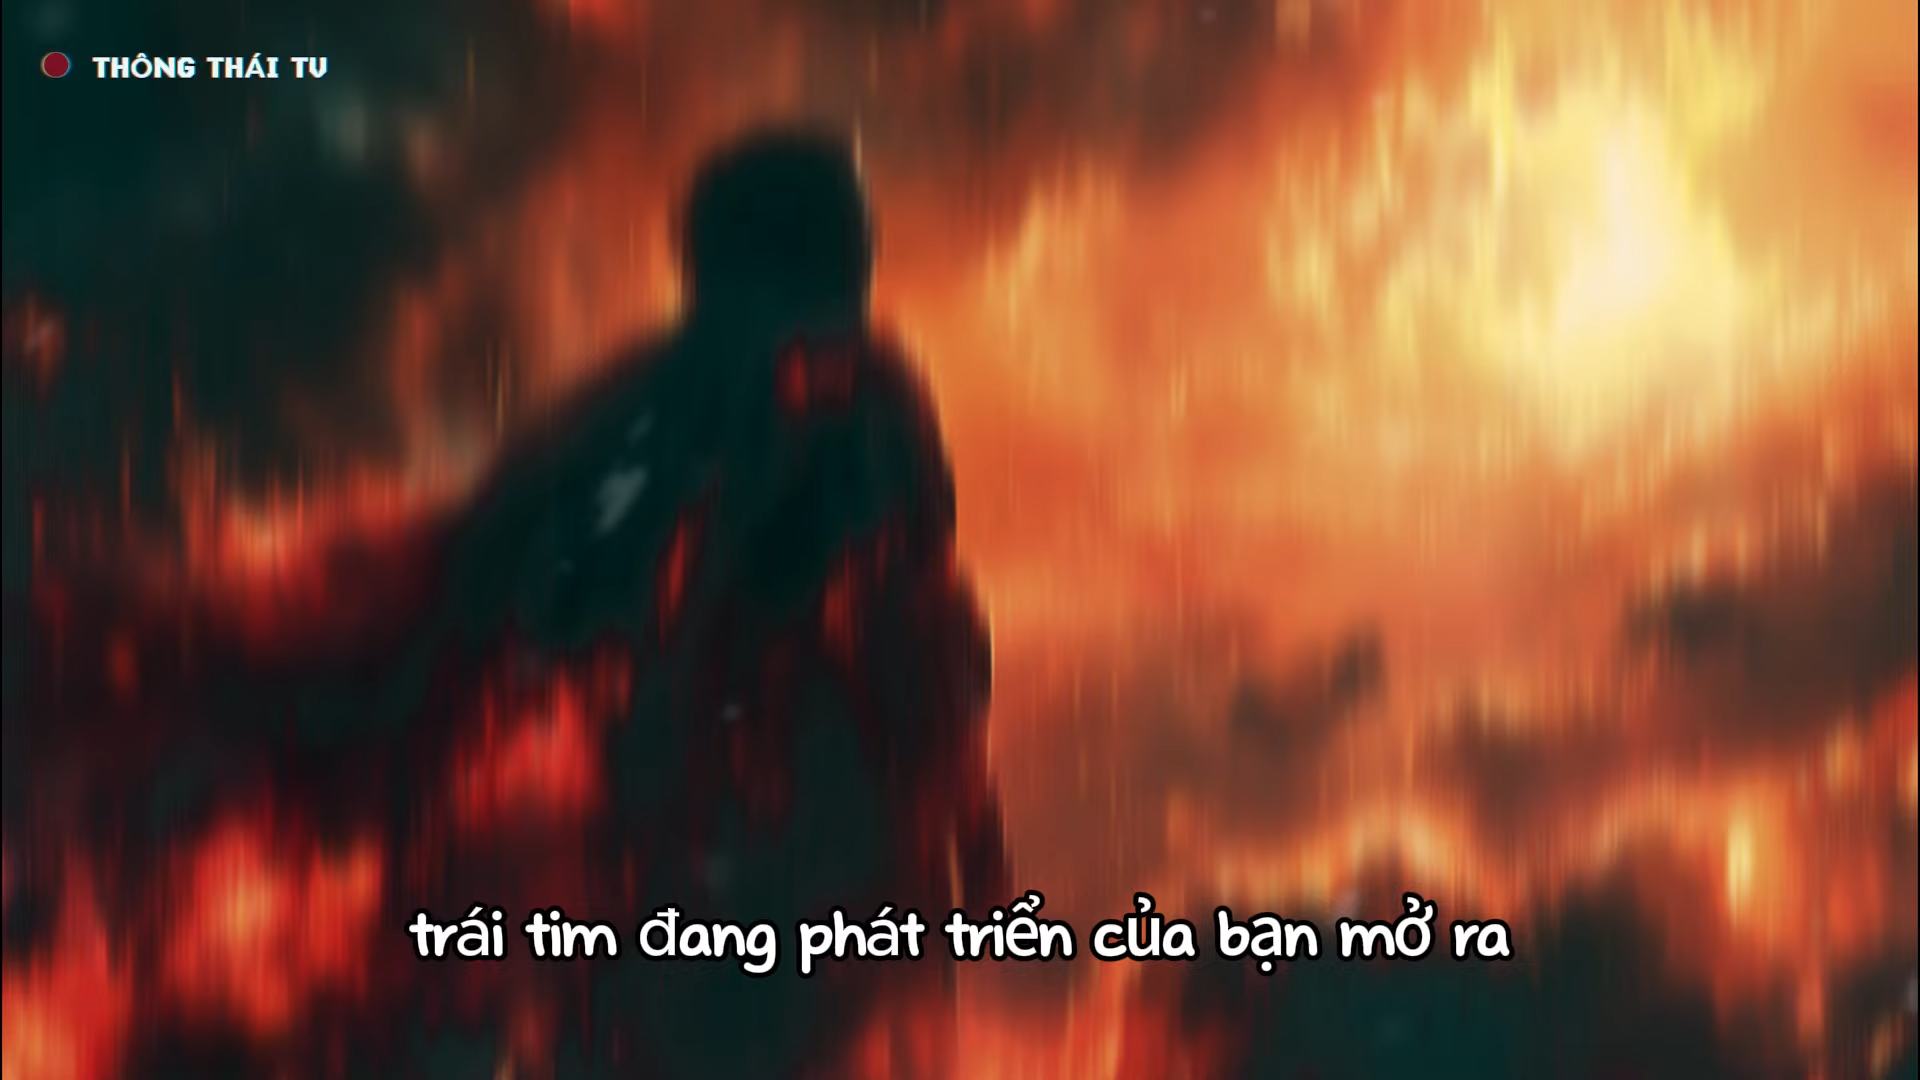 THÔNG THÁI TV
trái tim đang phát triển của bạn mở ra